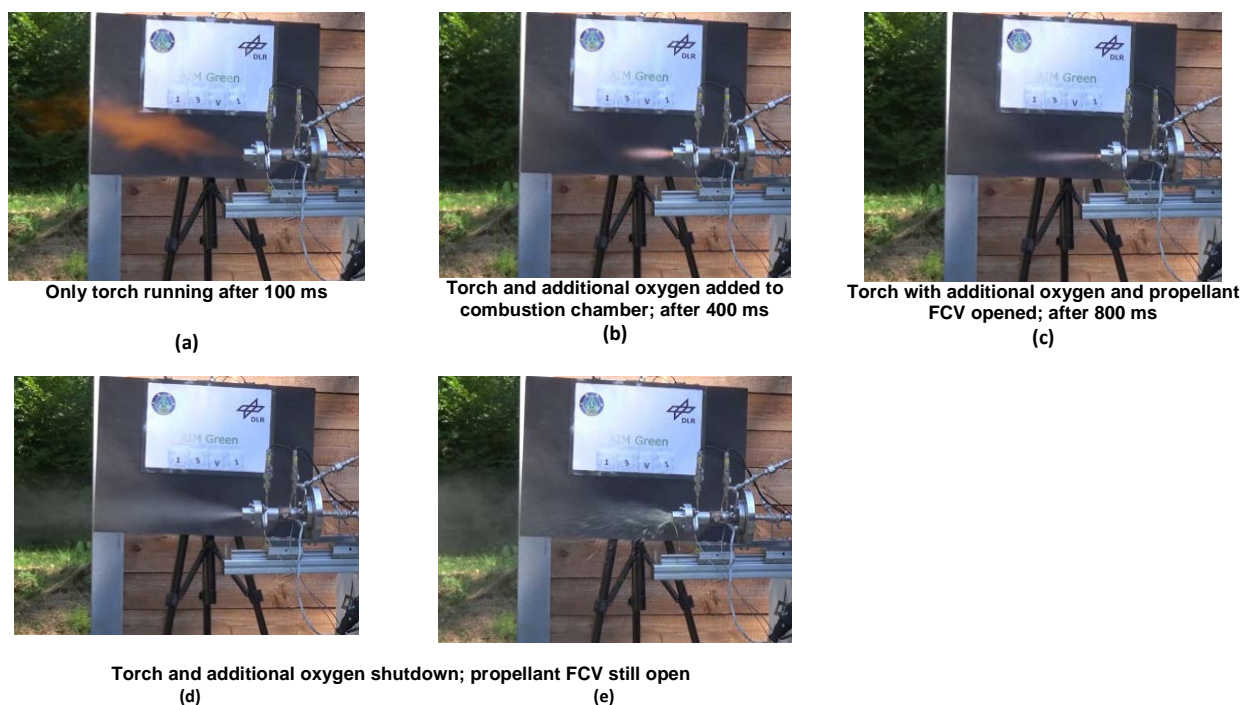 DLR
AIM Green
1 3 V 1
DLR
AIM Green
1 3 V 1
DLR
AIM Green
1 3 V 1
Only torch running after 100 ms
(a)
Torch and additional oxygen added to
combustion chamber; after 400 ms
(b)
Torch with additional oxygen and propellant
FCV opened; after 800 ms
(c)
DLR
AIM Green
1 3 V 1
DLR
AIM Green
1 3 V 1
Torch and additional oxygen shutdown; propellant FCV still open
(d) (e)